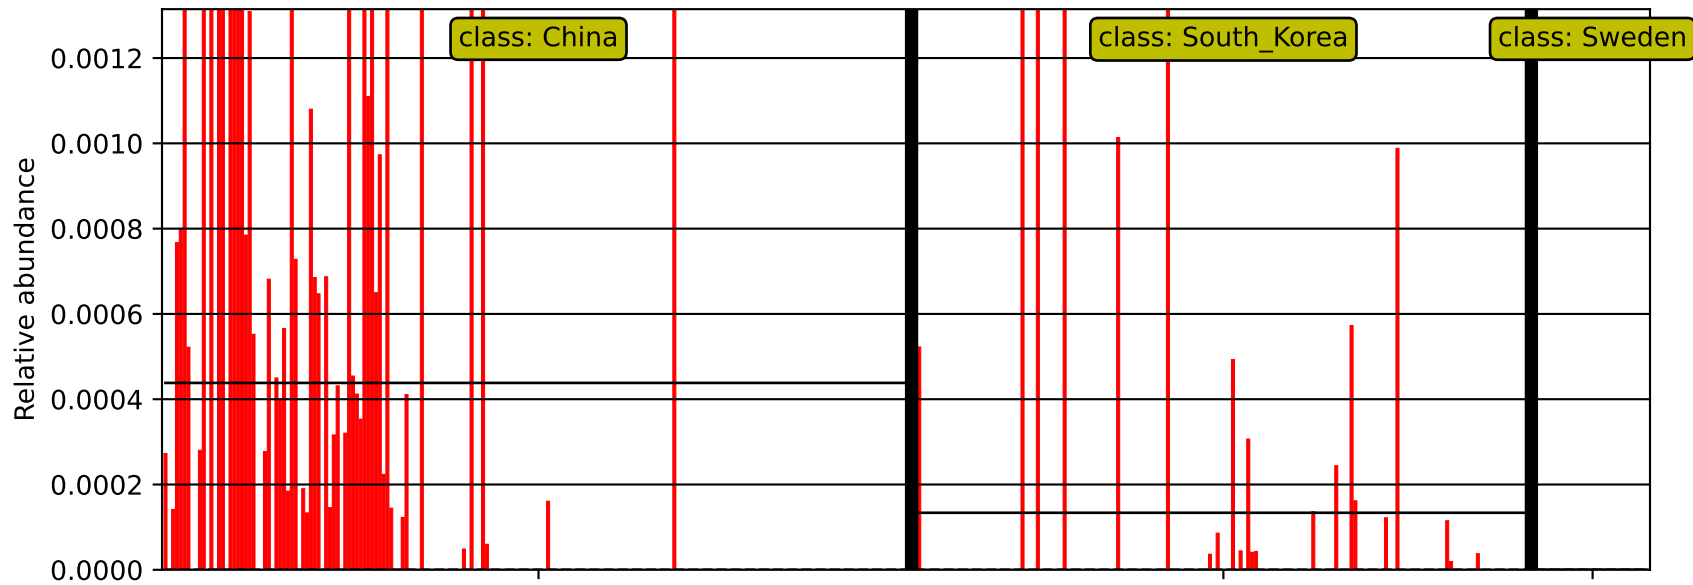 class: China
class: South_Korea
class: Sweden
0.0012
0.0010
0.0008
0.0006
0.0004
0.0002
0.0000
Relative abundance